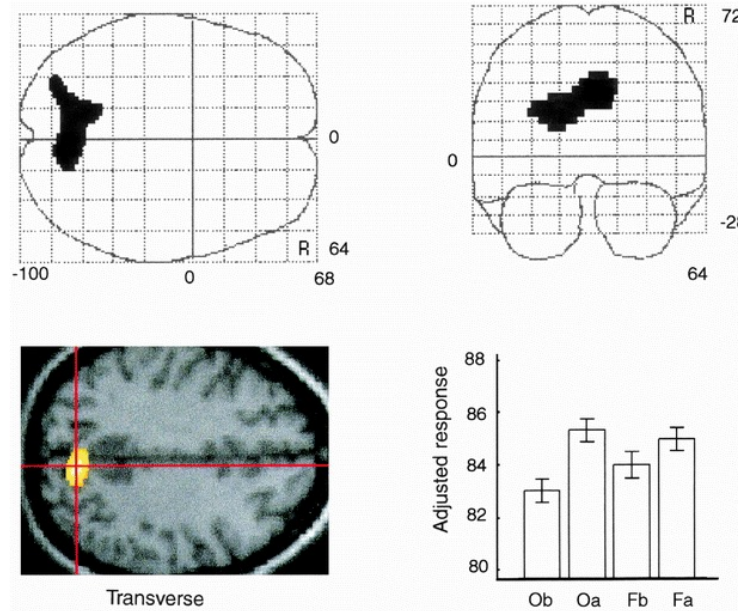 R
72
0
0
-28
R
64
-100
0
68
64
88
86
84
82
80
Adjusted response
Transverse
Ob Oa Fb Fa